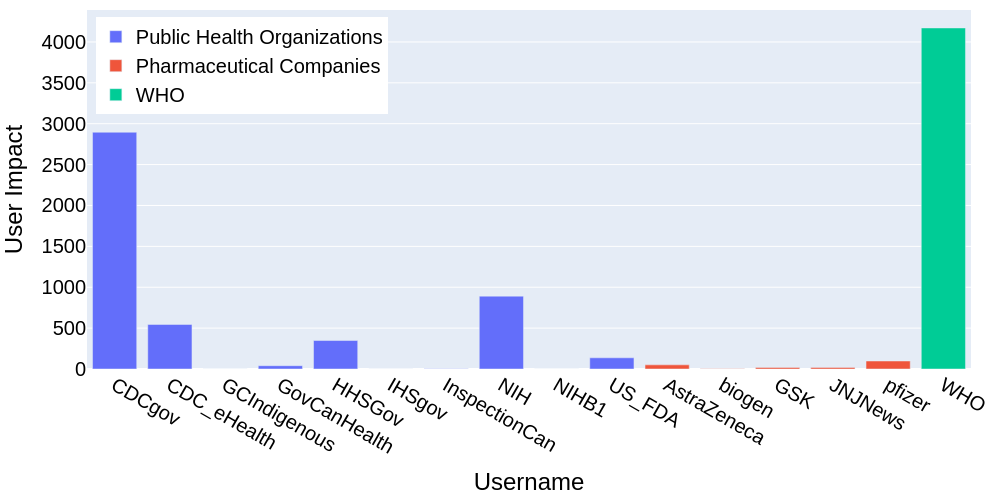 Public Health Organizations
Pharmaceutical Companies
WHO
User Impact
4000
3500
3000
2500
2000
1500
1000
500
0
CDCgov
CDC_eHealth
GCIndigenous
GovCanHealth
HHSGov
IHSgov
InspectionCan
NIH
NIHB1
US_FDA
AstraZeneca
biogen
GSK
JNJNews
pfizer
WHO
Username